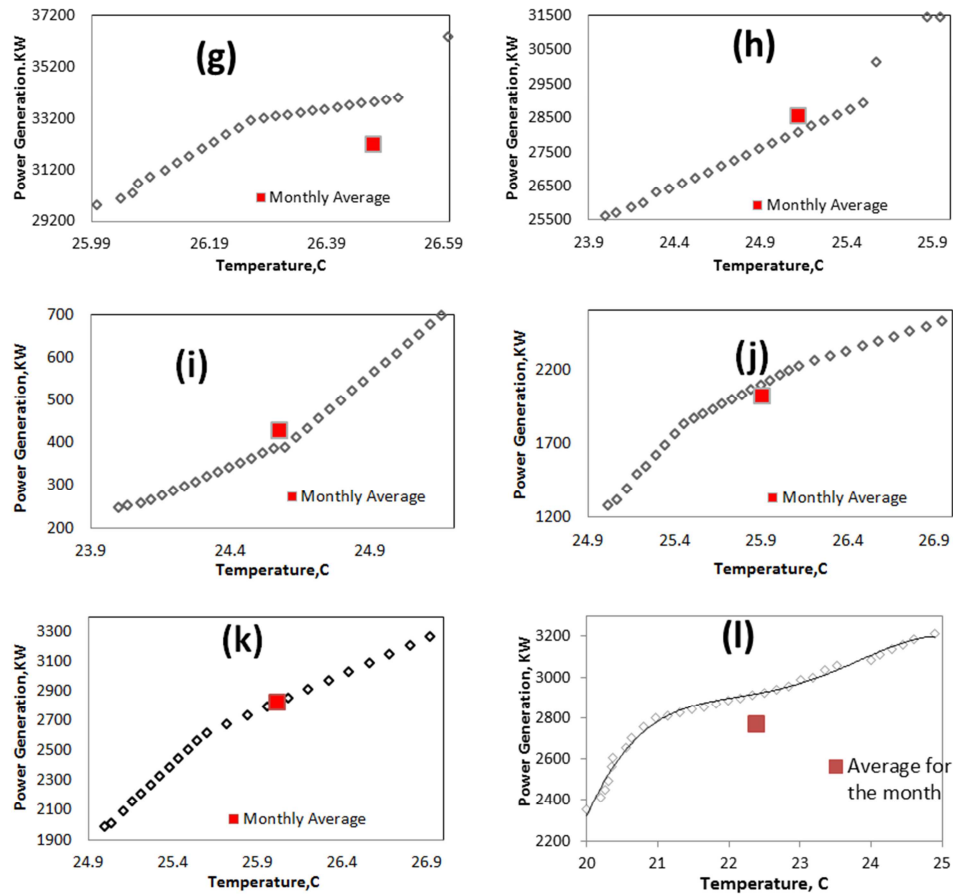 37200
35200
33200
31200
29200
Power Generation.KW
(g)
Monthly Average
25.99
26.19
26.39
26.59
Temperature,C
31500
29500
27500
25500
Power Generation,KW
(h)
Monthly Average
23.9
24.4
24.9
25.4
25.9
Temperature,C
700
600
500
400
300
200
Power Generation,KW
(i)
Monthly Average
23.9
24.4
24.9
Temperature,C
2200
1700
1200
Power Generation,KW
(j)
Monthly Average
24.9
25.4
25.9
26.4
26.9
Temperature,C
3300
3100
2900
2700
2500
2300
2100
1900
Power Generation,KW
(k)
Monthly Average
24.9
25.4
25.9
26.4
26.9
Temperature,C
3200
3000
2800
2600
2400
2200
Power Generation, KW
(l)
Average for
the month
20
21
22
23
24
25
Temperature, C